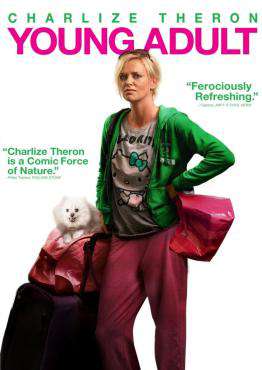 CHARLIZE THERON
YOUNG ADULT
"Ferociously
Refreshing."
"Charlize Theron
is a Comic Force
of Nature."